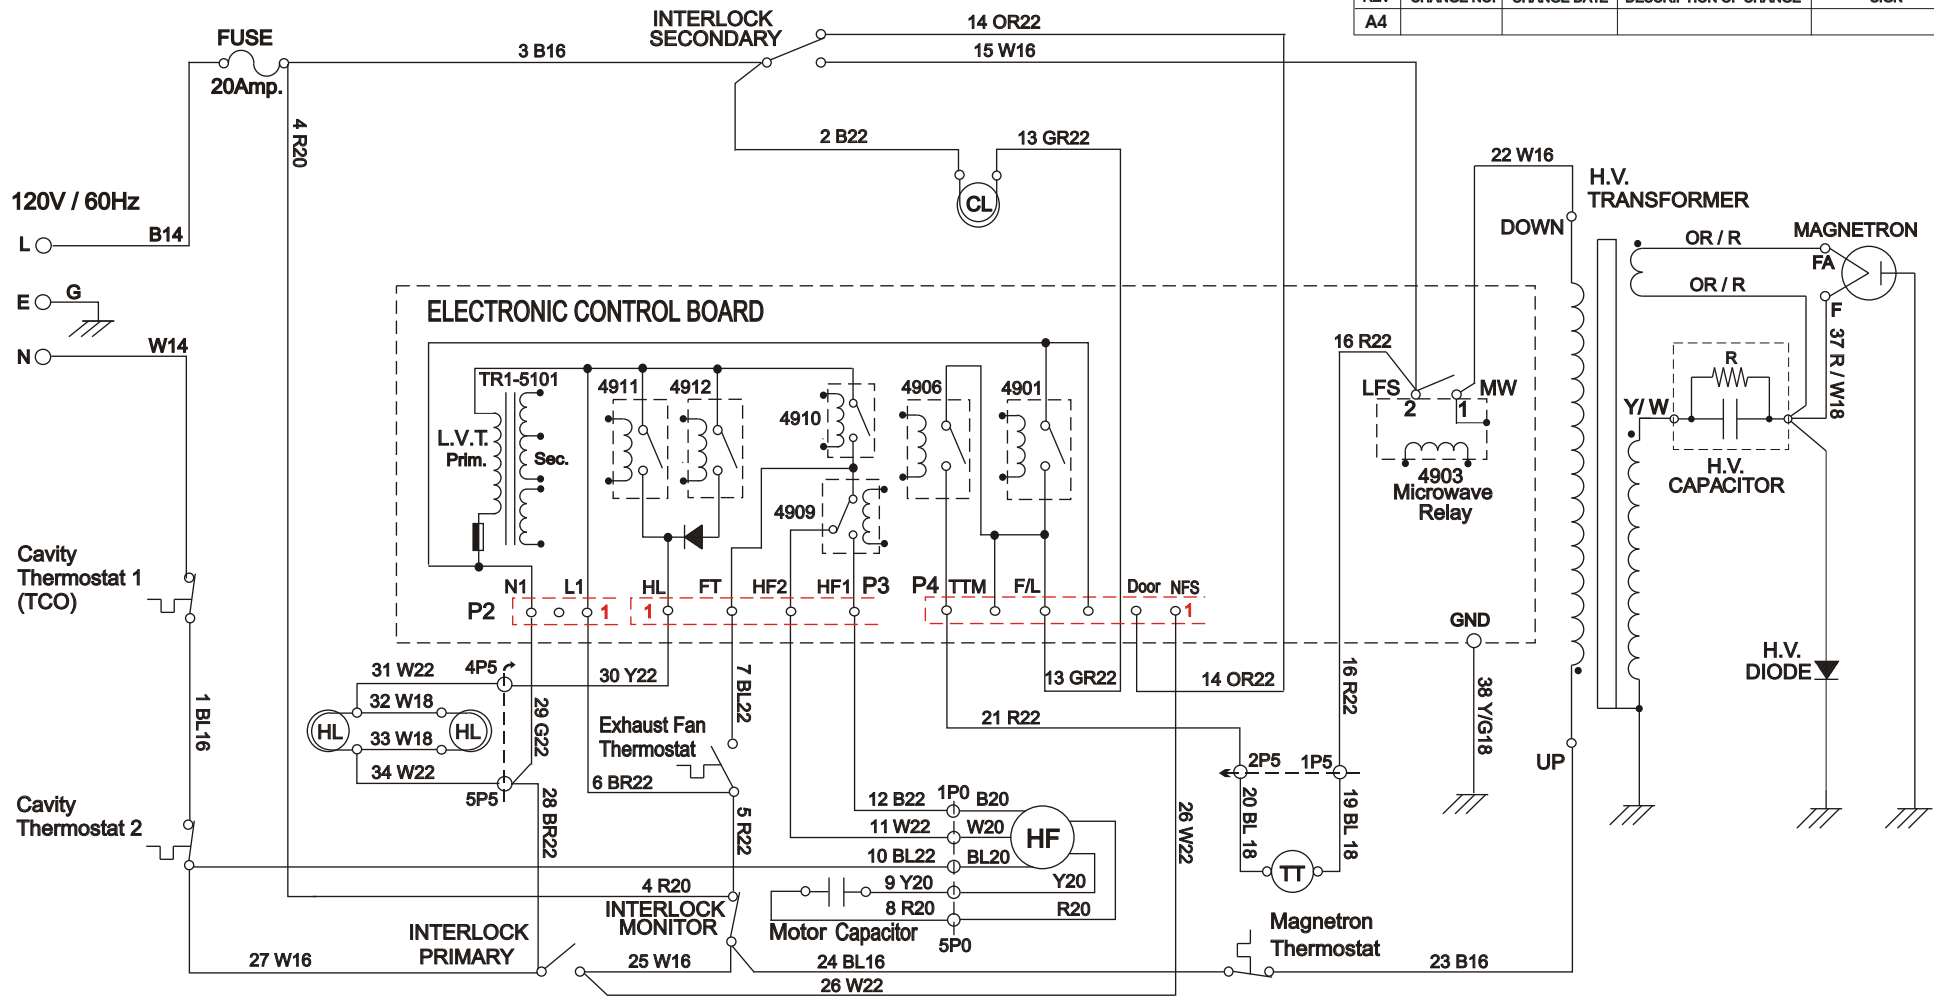 A4
INTERLOCK
SECONDARY
14 OR22
FUSE
3 B16
15 W16
20Amp.
4 R20
2 B22
13 GR22
22 W16
H.V.
TRANSFORMER
120V / 60Hz
CL
DOWN
L
B14
OR / R
MAGNETRON
FA
E
G
OR / R
F
ELECTRONIC CONTROL BOARD
N
W14
16 R22
37 R / W18
R
TR1-5101
4911
4912
4910
4906
4901
LFS
MW
2
1
Y/ W
L.V.T.
Prim.
Sec.
H.V.
CAPACITOR
4903
Microwave
Relay
4909
Cavity
Thermostat 1
(TCO)
N1
L1
HL
FT
HF2
HF1
P3
P4
TTM
F/L
Door
NFS
P2
1
1
1
GND
31 W22
4P5
30 Y22
7 BL22
13 GR22
14 OR22
16 R22
38 Y/G18
H.V.
DIODE
32 W18
1 BL16
29 G22
HL
HL
33 W18
Exhaust Fan
Thermostat
21 R22
34 W22
5P5
6 BR22
2P5
1P5
UP
Cavity
Thermostat 2
28 BR22
5 R22
12 B22
1P0
B20
26 W22
20 BL 18
19 BL 18
11 W22
W20
HF
10 BL22
BL20
TT
4 R20
9 Y20
Y20
8 R20
R20
INTERLOCK
MONITOR
Motor Capacitor
5P0
Magnetron
Thermostat
INTERLOCK
PRIMARY
27 W16
25 W16
24 BL16
23 B16
26 W22